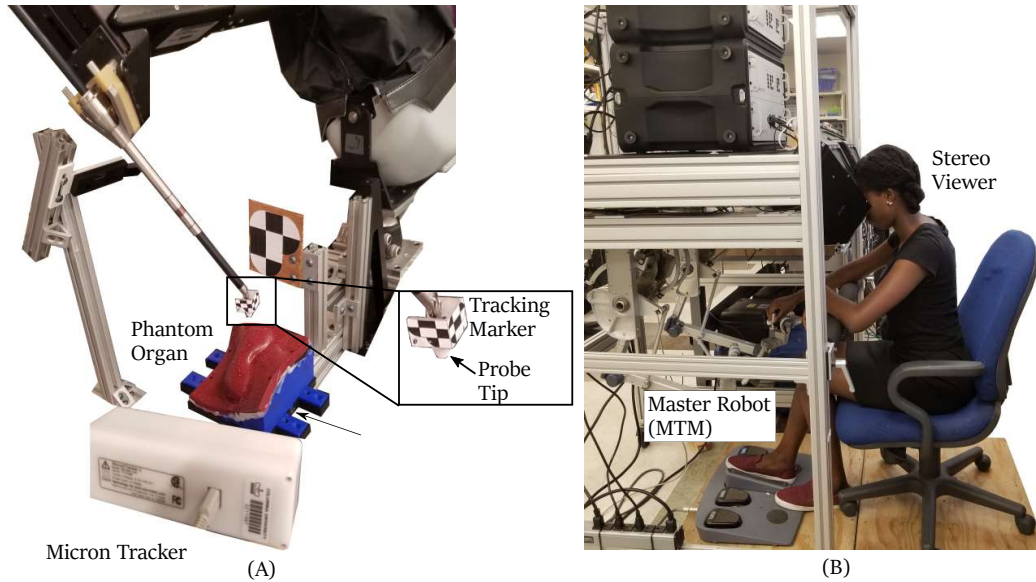 Phantom
Organ
Tracking
Marker
Probe
Tip
Micron Tracker
(A)
Stereo
Viewer
Master Robot
(MTM)
(B)